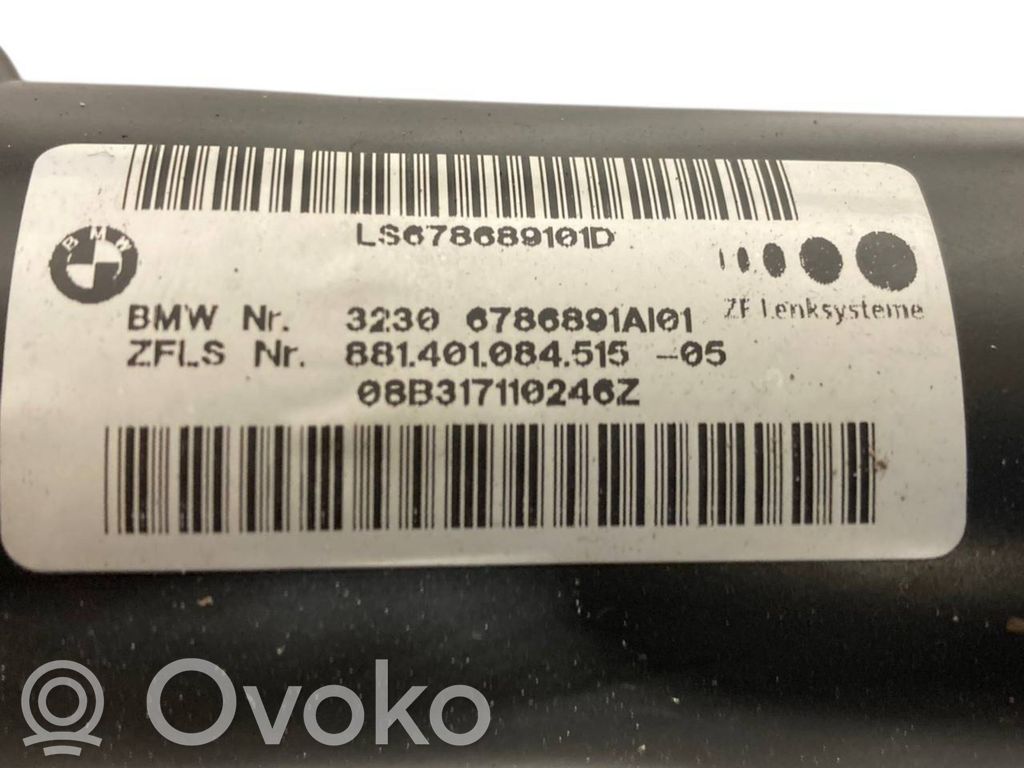 LS678689101D
BMW
BMW Nr. 3230 6786891AI01
ZF Lenksysteme
ZFLS Nr. 881.401.084.515 -05
08B317110246Z
Ovoko